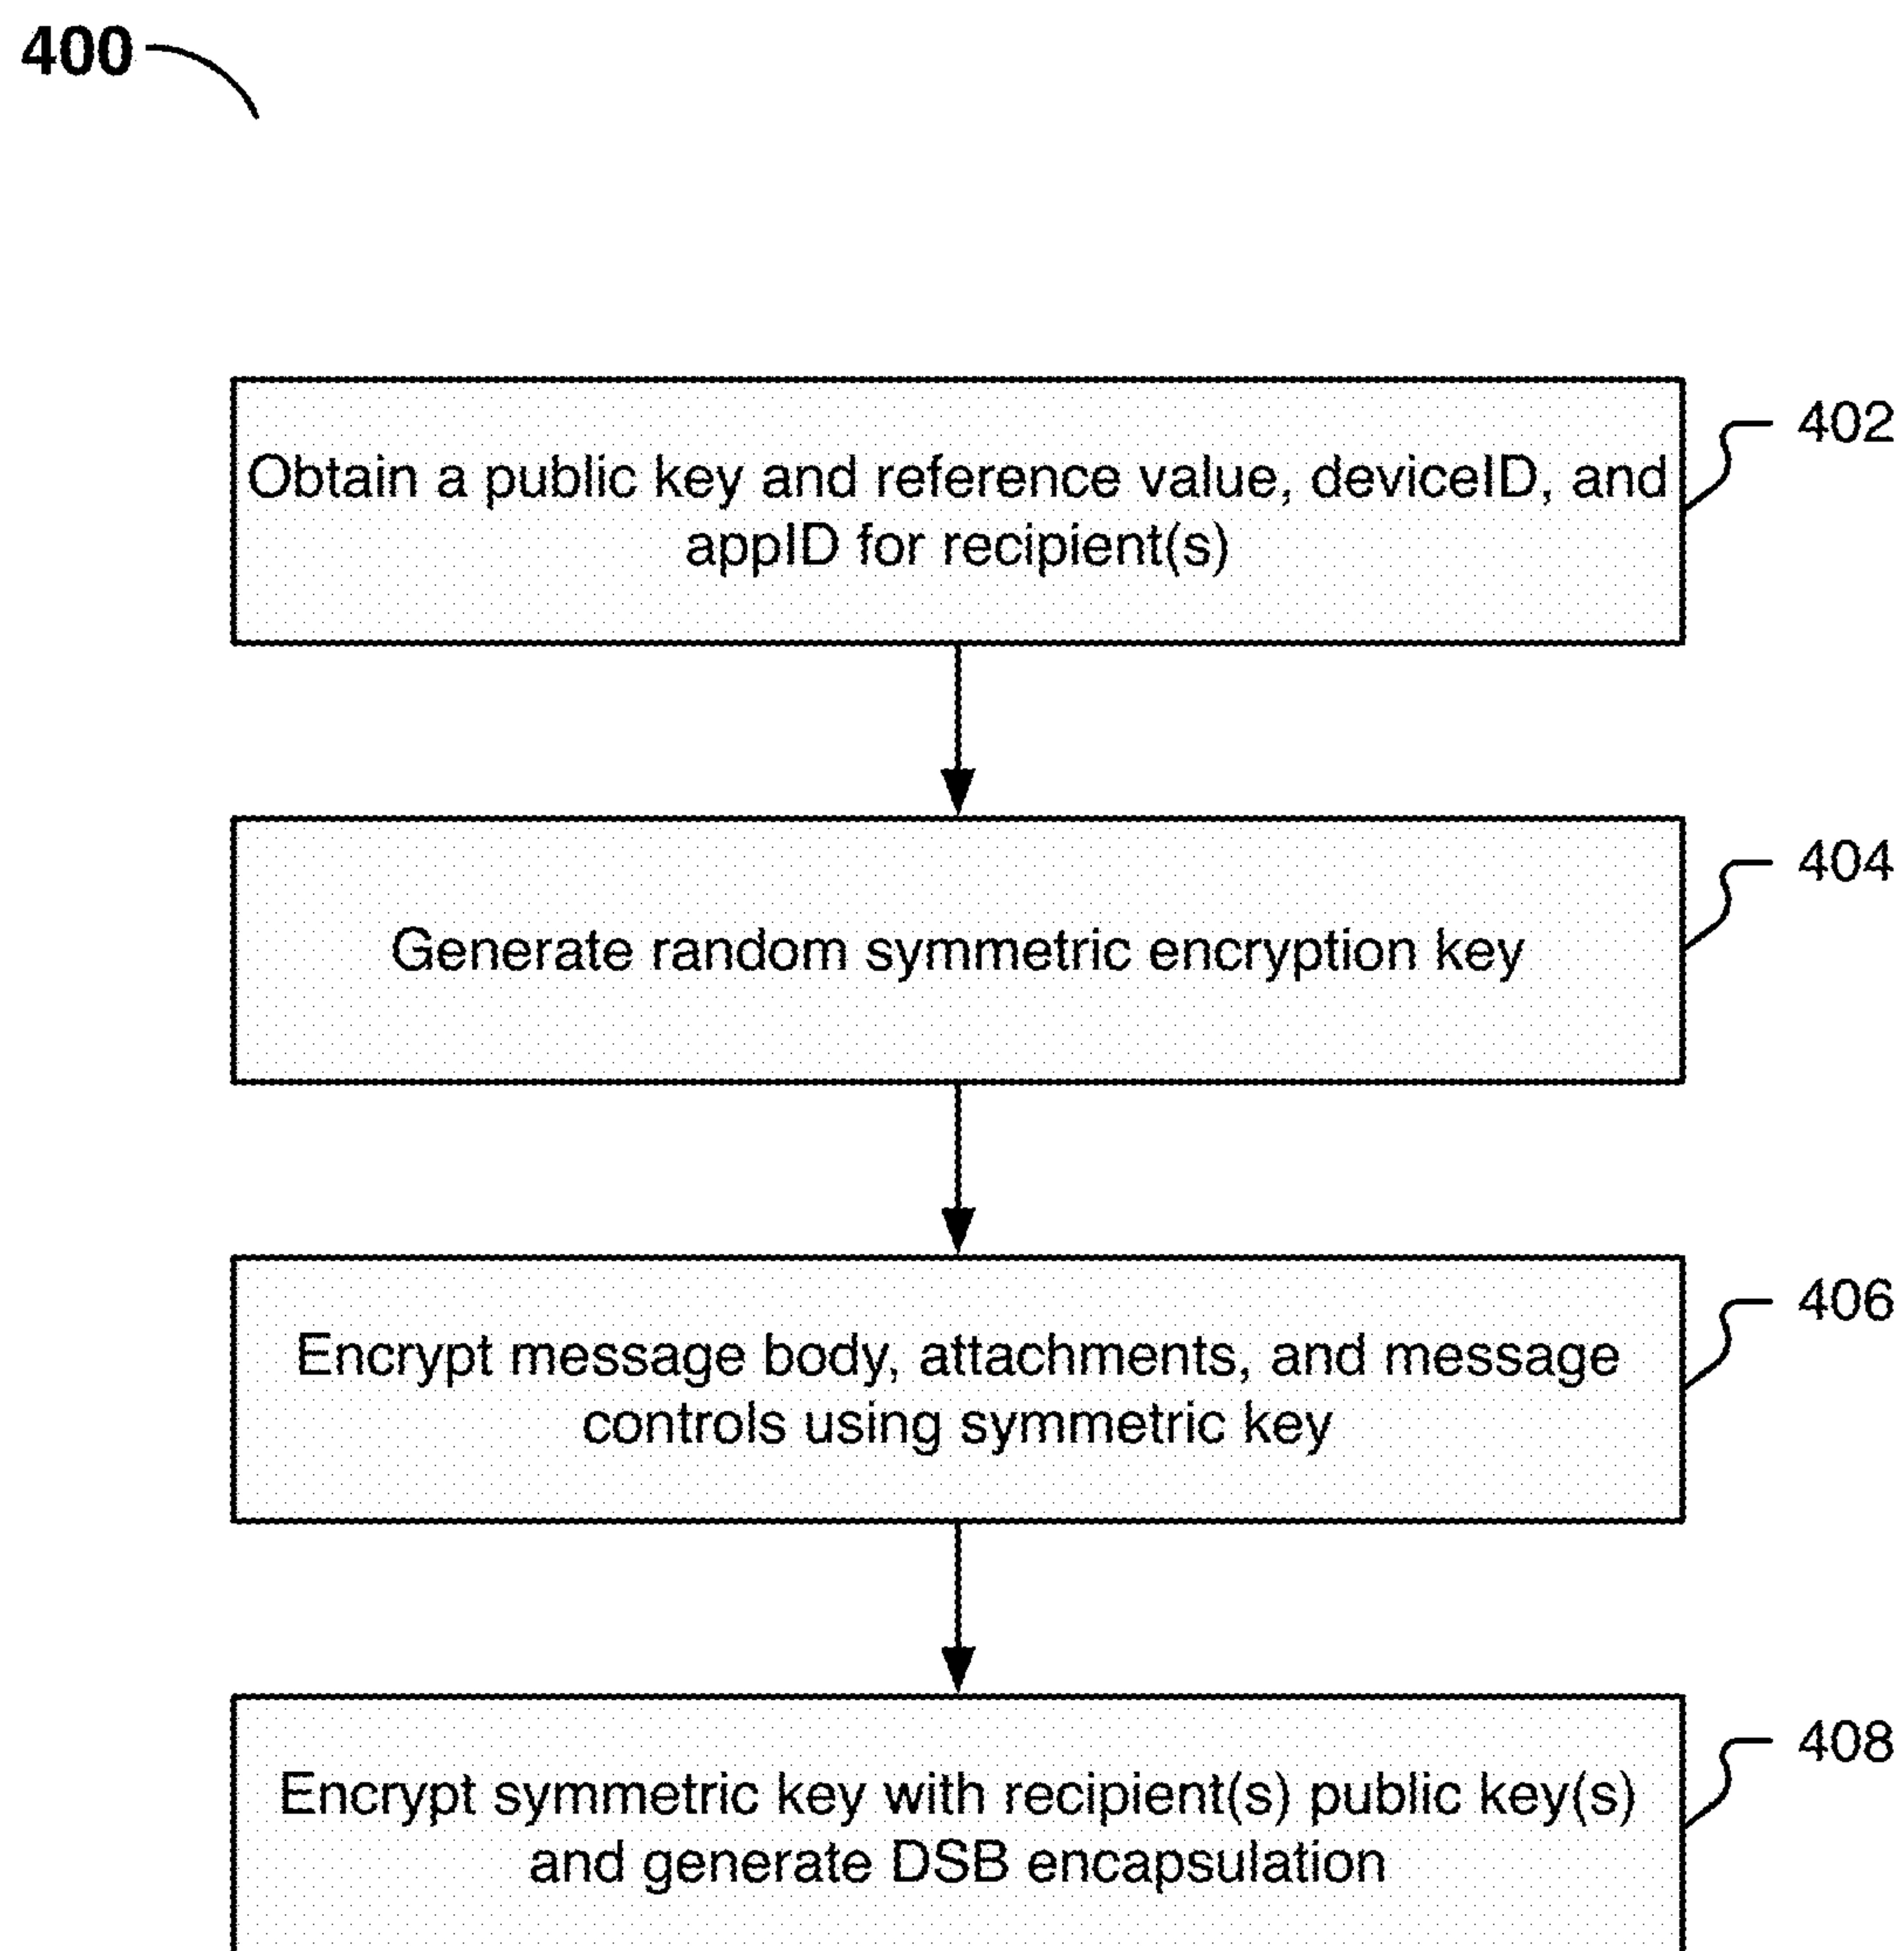 400
402
Obtain a public key and reference value, deviceID, and
appID for recipient(s)
404
Generate random symmetric encryption key
406
Encrypt message body, attachments, and message
controls using symmetric key
408
Encrypt symmetric key with recipient(s) public key(s)
and generate DSB encapsulation